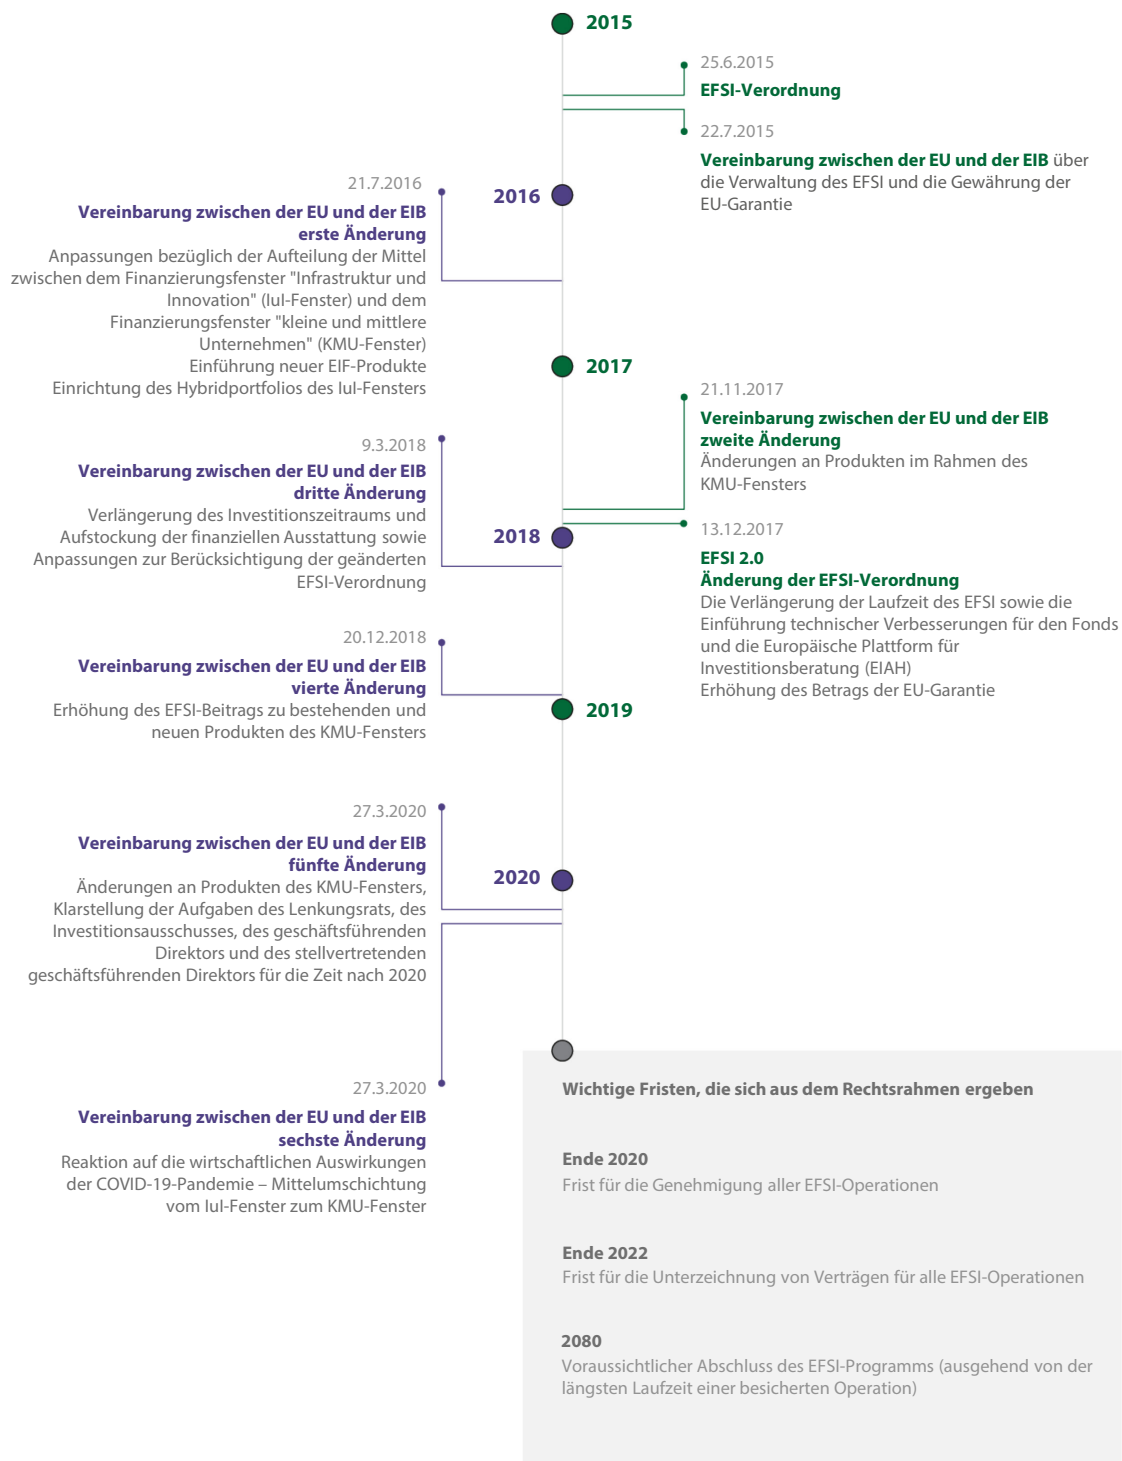 2015
25.6.2015
EFSI-Verordnung
22.7.2015
Vereinbarung zwischen der EU und der EIB über
die Verwaltung des EFSI und die Gewährung der
EU-Garantie
2016
21.7.2016
Vereinbarung zwischen der EU und der EIB
erste Änderung
Anpassungen bezüglich der Aufteilung der Mittel
zwischen dem Finanzierungsfenster "Infrastruktur und
Innovation" (IuI-Fenster) und dem
Finanzierungsfenster "kleine und mittlere
Unternehmen" (KMU-Fenster)
Einführung neuer EIF-Produkte
Einrichtung des Hybridportfolios des IuI-Fensters
2017
21.11.2017
Vereinbarung zwischen der EU und der EIB
zweite Änderung
Änderungen an Produkten im Rahmen des
KMU-Fensters
13.12.2017
EFSI 2.0
Änderung der EFSI-Verordnung
Die Verlängerung der Laufzeit des EFSI sowie die
Einführung technischer Verbesserungen für den Fonds
und die Europäische Plattform für
Investitionsberatung (EIAH)
Erhöhung des Betrags der EU-Garantie
2018
9.3.2018
Vereinbarung zwischen der EU und der EIB
dritte Änderung
Verlängerung des Investitionszeitraums und
Aufstockung der finanziellen Ausstattung sowie
Anpassungen zur Berücksichtigung der geänderten
EFSI-Verordnung
20.12.2018
Vereinbarung zwischen der EU und der EIB
vierte Änderung
Erhöhung des EFSI-Beitrags zu bestehenden und
neuen Produkten des KMU-Fensters
2019
2020
27.3.2020
Vereinbarung zwischen der EU und der EIB
fünfte Änderung
Änderungen an Produkten des KMU-Fensters,
Klarstellung der Aufgaben des Lenkungsrats, des
Investitionsausschusses, des geschäftsführenden
Direktors und des stellvertretenden
geschäftsführenden Direktors für die Zeit nach 2020
27.3.2020
Vereinbarung zwischen der EU und der EIB
sechste Änderung
Reaktion auf die wirtschaftlichen Auswirkungen
der COVID-19-Pandemie – Mittelumschichtung
vom IuI-Fenster zum KMU-Fenster
Wichtige Fristen, die sich aus dem Rechtsrahmen ergeben
Ende 2020
Frist für die Genehmigung aller EFSI-Operationen
Ende 2022
Frist für die Unterzeichnung von Verträgen für alle EFSI-Operationen
2080
Voraussichtlicher Abschluss des EFSI-Programms (ausgehend von der
längsten Laufzeit einer besicherten Operation)